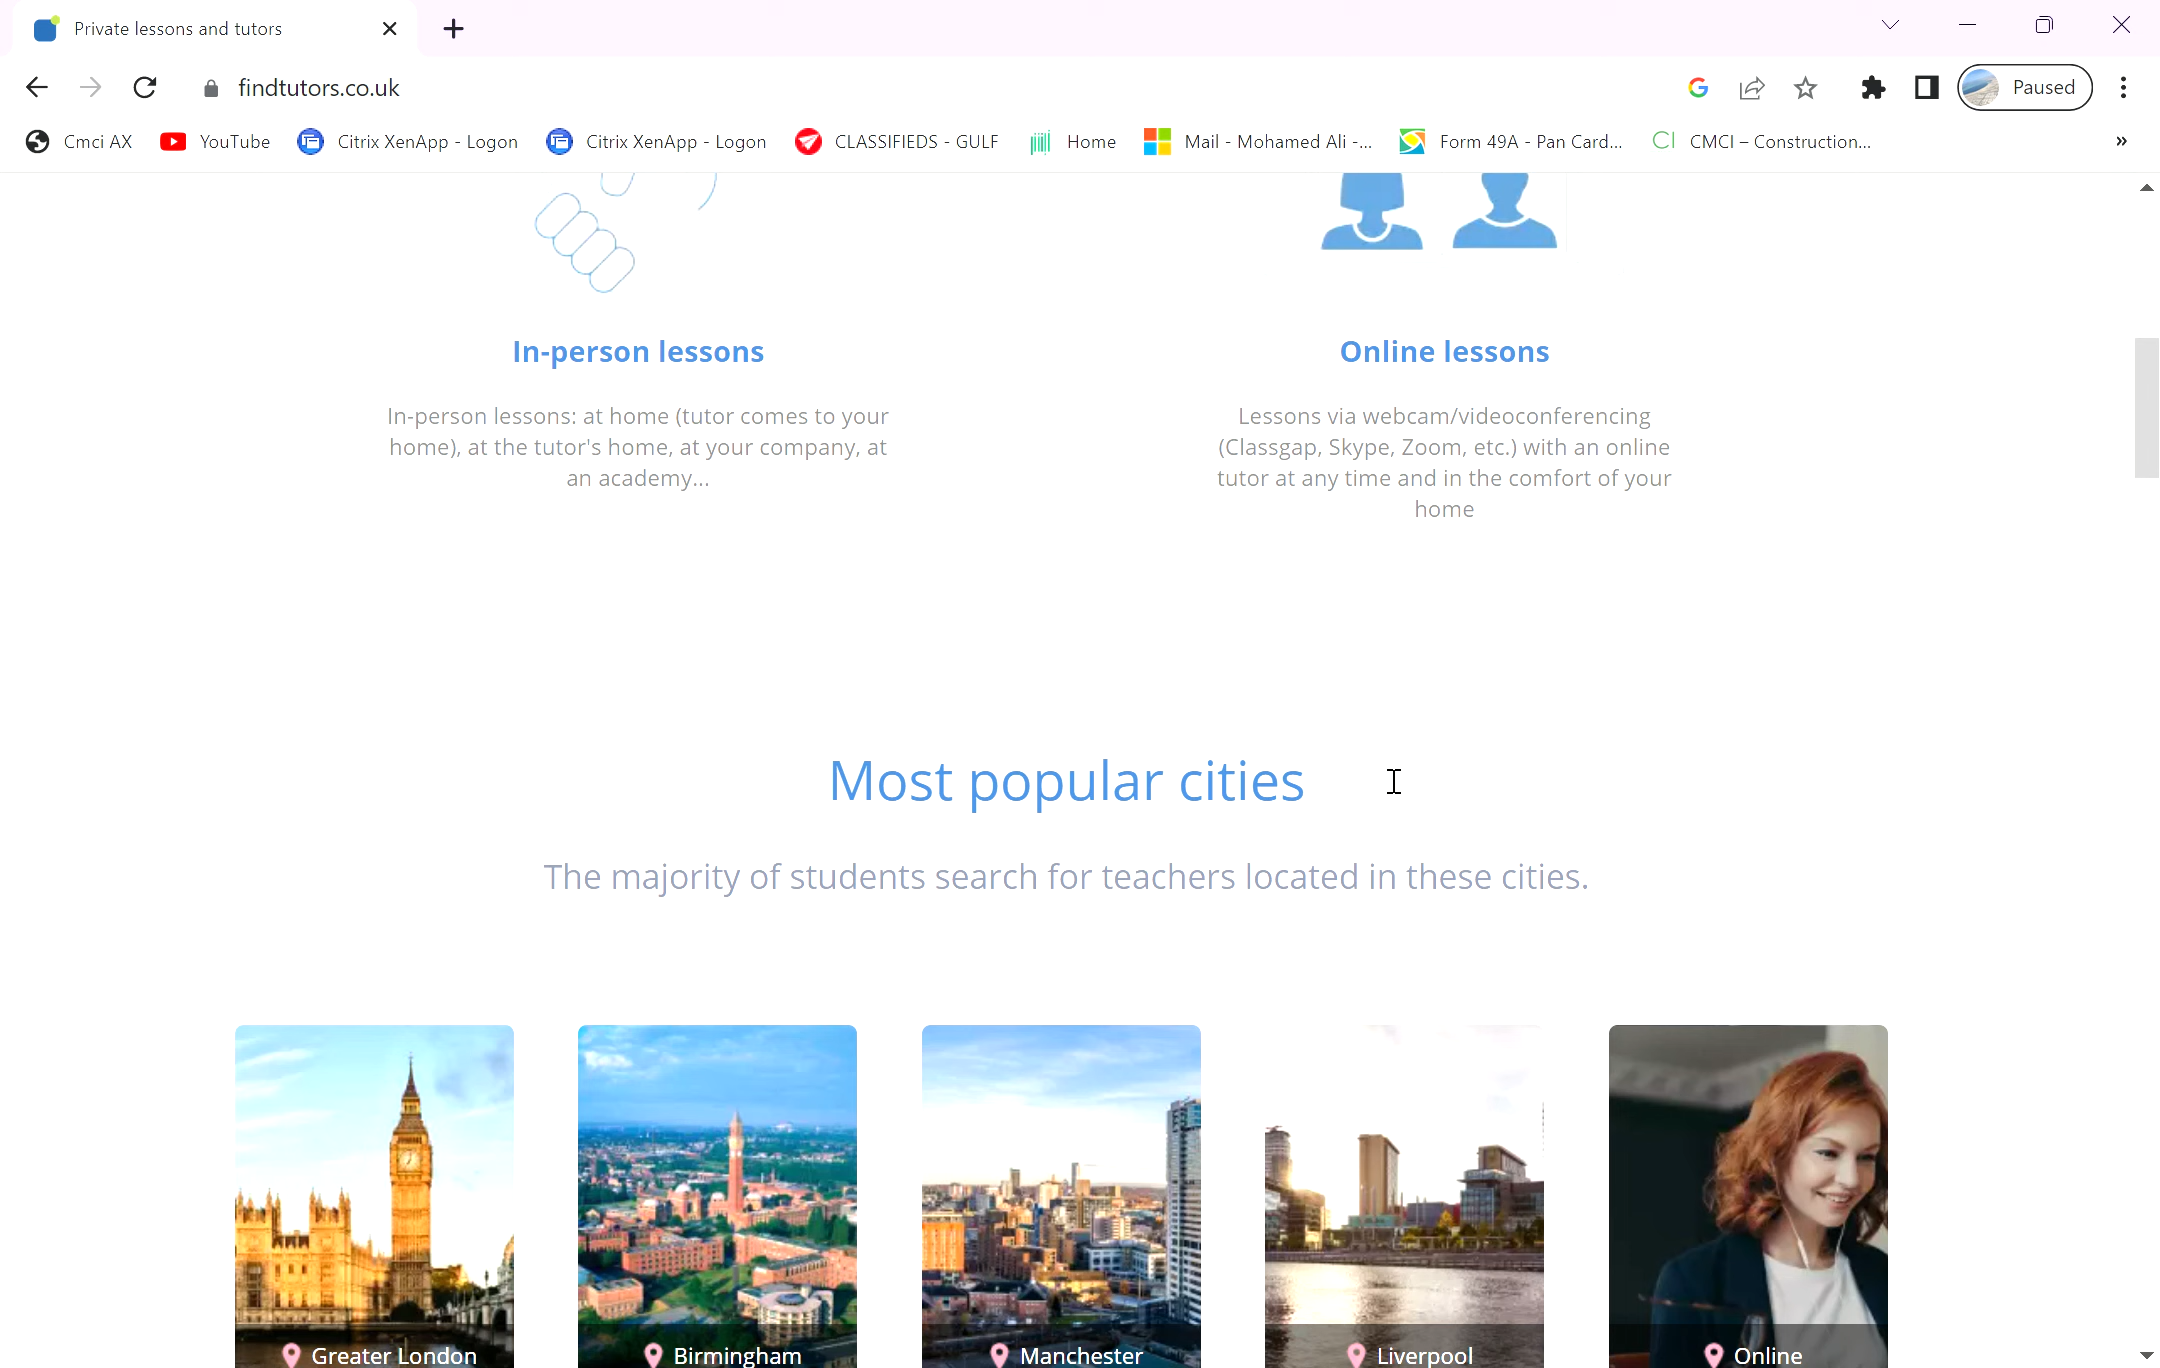 Private lessons and tutors
findtutors.co.uk
Paused
Cmci AX YouTube Citrix XenApp - Logon Citrix XenApp - Logon CLASSIFIEDS - GULF Home Mail - Mohamed Ali -... Form 49A - Pan Card... CI CMCI – Construction... »
In-person lessons
In-person lessons: at home (tutor comes to your
home), at the tutor's home, at your company, at
an academy...
Online lessons
Lessons via webcam/videoconferencing
(Classgap, Skype, Zoom, etc.) with an online
tutor at any time and in the comfort of your
home
Most popular cities
The majority of students search for teachers located in these cities.
Greater London
Birmingham
Manchester
Liverpool
Online